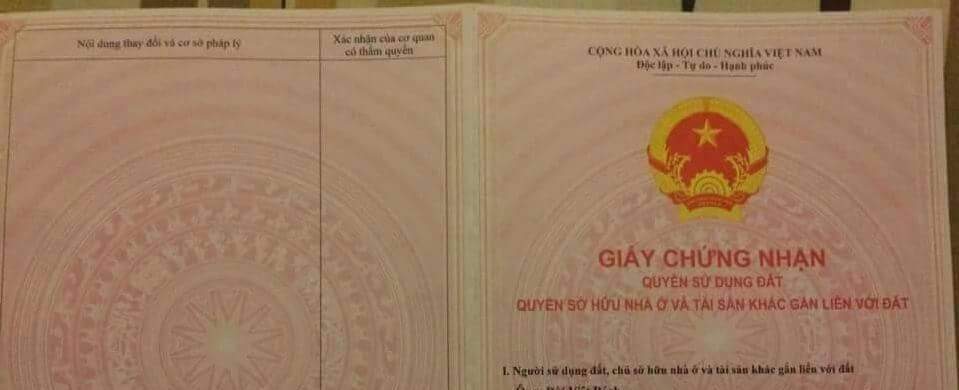 Nội dung thay đổi và cơ sở pháp lý
Xác nhận của cơ quan
có thẩm quyền
CỘNG HÒA XÃ HỘI CHỦ NGHĨA VIỆT NAM
Độc lập - Tự do - Hạnh phúc
GIẤY CHỨNG NHẬN
QUYỀN SỬ DỤNG ĐẤT
QUYỀN SỞ HỮU NHÀ Ở VÀ TÀI SẢN KHÁC GẮN LIỀN VỚI ĐẤT
I. Người sử dụng đất, chủ sở hữu nhà ở và tài sản khác gắn liền với đất